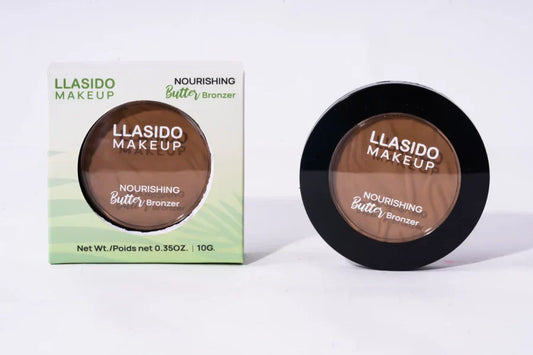 LLASIDO
MAKEUP
NOURISHING
Butter Bronzer
LLASIDO
MAKEUP
NOURISHING
Butter Bronzer
Net Wt./Poids net 0.35OZ. | 10G.
LLASIDO
MAKEUP
NOURISHING
Butter Bronzer